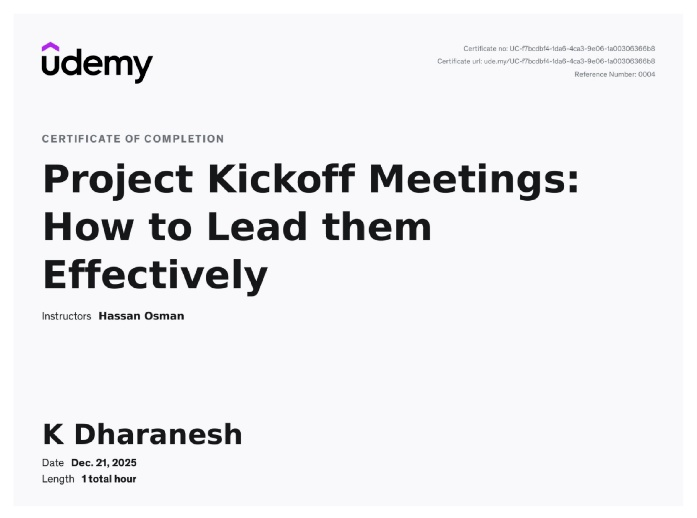 udemy
Certificate no: UC-f7bcdbf4-1da6-4ca3-9e06-1a00306366b8
Certificate url: ude.my/UC-f7bcdbf4-1da6-4ca3-9e06-1a00306366b8
Reference Number: 0004
CERTIFICATE OF COMPLETION
Project Kickoff Meetings:
How to Lead them
Effectively
Instructors Hassan Osman
K Dharanesh
Date Dec. 21, 2025
Length 1 total hour